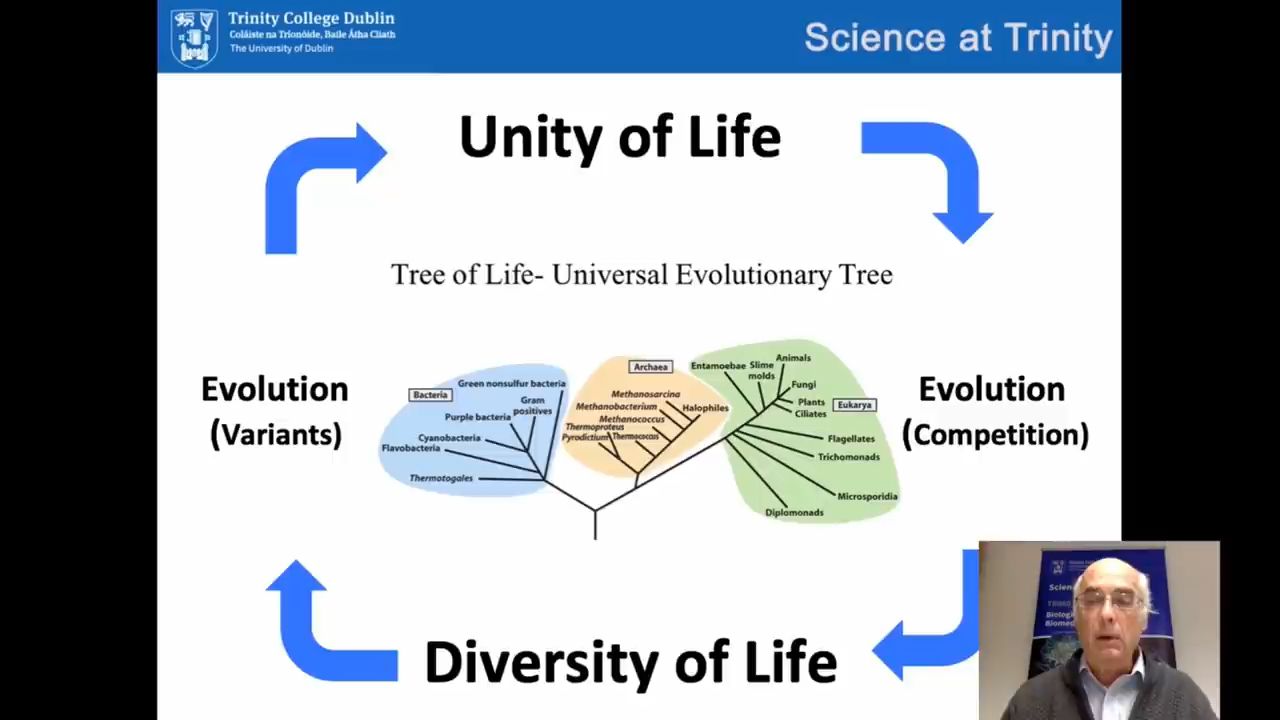 Trinity College Dublin
Coláiste na Tríonóide, Baile Átha Cliath
The University of Dublin
Science at Trinity
Unity of Life
Tree of Life- Universal Evolutionary Tree
Evolution
(Variants)
Evolution
(Competition)
Bacteria
Green nonsulfur bacteria
Gram
positives
Purple bacteria
Cyanobacteria
Flavobacteria
Thermotogales
Archaea
Methanosarcina
Methanobacterium
Halophiles
Methanococcus
Thermoproteus
Pyrodictium
Thermococcus
Entamoebae
Slime
molds
Animals
Fungi
Plants
Ciliates
Eukarya
Flagellates
Trichomonads
Microsporidia
Diplomonads
Diversity of Life